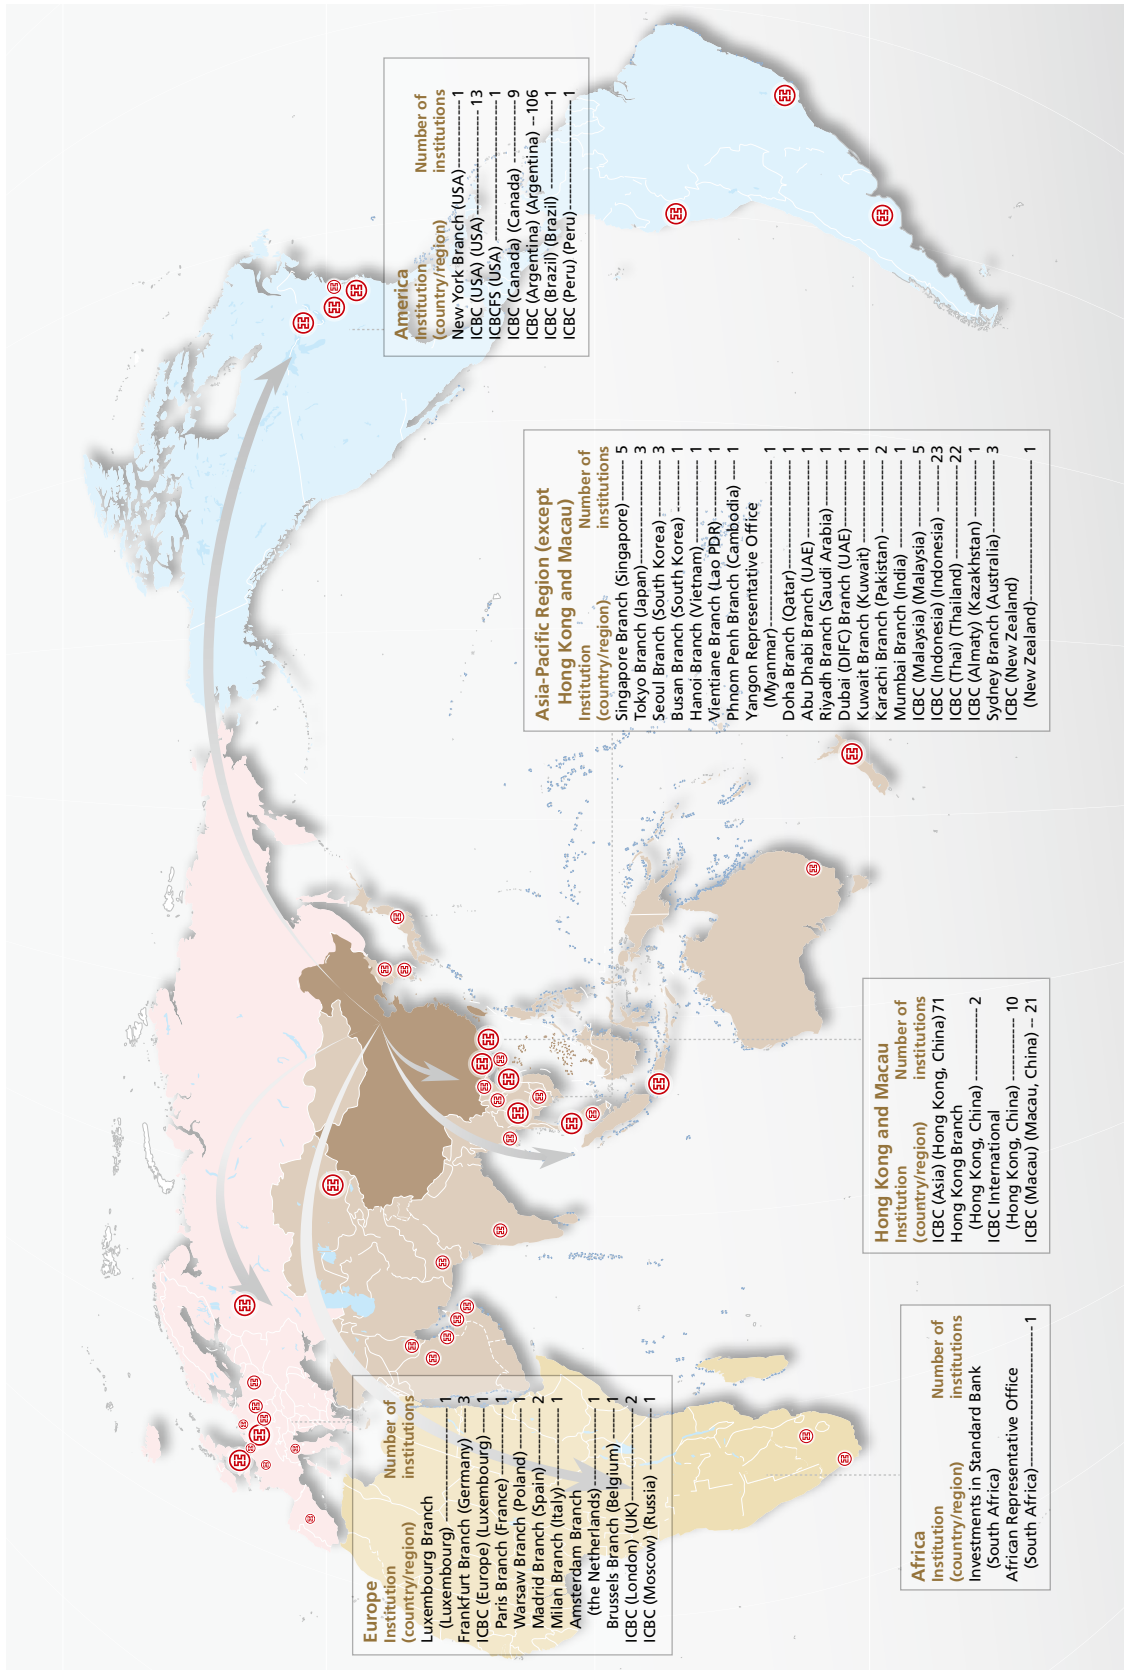 Europe
Institution Number of
(country/region) institutions
Luxembourg Branch
(Luxembourg) 1
Frankfurt Branch (Germany) 3
ICBC (Europe) (Luxembourg) 1
Paris Branch (France) 1
Warsaw Branch (Poland) 1
Madrid Branch (Spain) 2
Milan Branch (Italy) 1
Amsterdam Branch
(the Netherlands) 1
Brussels Branch (Belgium) 1
ICBC (London) (UK) 2
ICBC (Moscow) (Russia) 1
Africa
Institution Number of
(country/region) institutions
Investments in Standard Bank
(South Africa)
African Representative Office
(South Africa) 1
Hong Kong and Macau
Institution Number of
(country/region) institutions
ICBC (Asia) (Hong Kong, China) 71
Hong Kong Branch
(Hong Kong, China) 2
ICBC International
(Hong Kong, China) 10
ICBC (Macau) (Macau, China) 21
Asia-Pacific Region (except
Hong Kong and Macau)
Institution Number of
(country/region) institutions
Singapore Branch (Singapore) 5
Tokyo Branch (Japan) 3
Seoul Branch (South Korea) 3
Busan Branch (South Korea) 1
Hanoi Branch (Vietnam) 1
Vientiane Branch (Lao PDR) 1
Phnom Penh Branch (Cambodia) 1
Yangon Representative Office
(Myanmar) 1
Doha Branch (Qatar) 1
Abu Dhabi Branch (UAE) 1
Riyadh Branch (Saudi Arabia) 1
Dubai (DIFC) Branch (UAE) 1
Kuwait Branch (Kuwait) 1
Karachi Branch (Pakistan) 2
Mumbai Branch (India) 1
ICBC (Malaysia) (Malaysia) 5
ICBC (Indonesia) (Indonesia) 23
ICBC (Thai) (Thailand) 22
ICBC (Almaty) (Kazakhstan) 1
Sydney Branch (Australia) 3
ICBC (New Zealand)
(New Zealand) 1
America
Institution Number of
(country/region) institutions
New York Branch (USA) 1
ICBC (USA) (USA) 13
ICBCFS (USA) 1
ICBC (Canada) (Canada) 9
ICBC (Argentina) (Argentina) 106
ICBC (Brazil) (Brazil) 1
ICBC (Peru) (Peru) 1